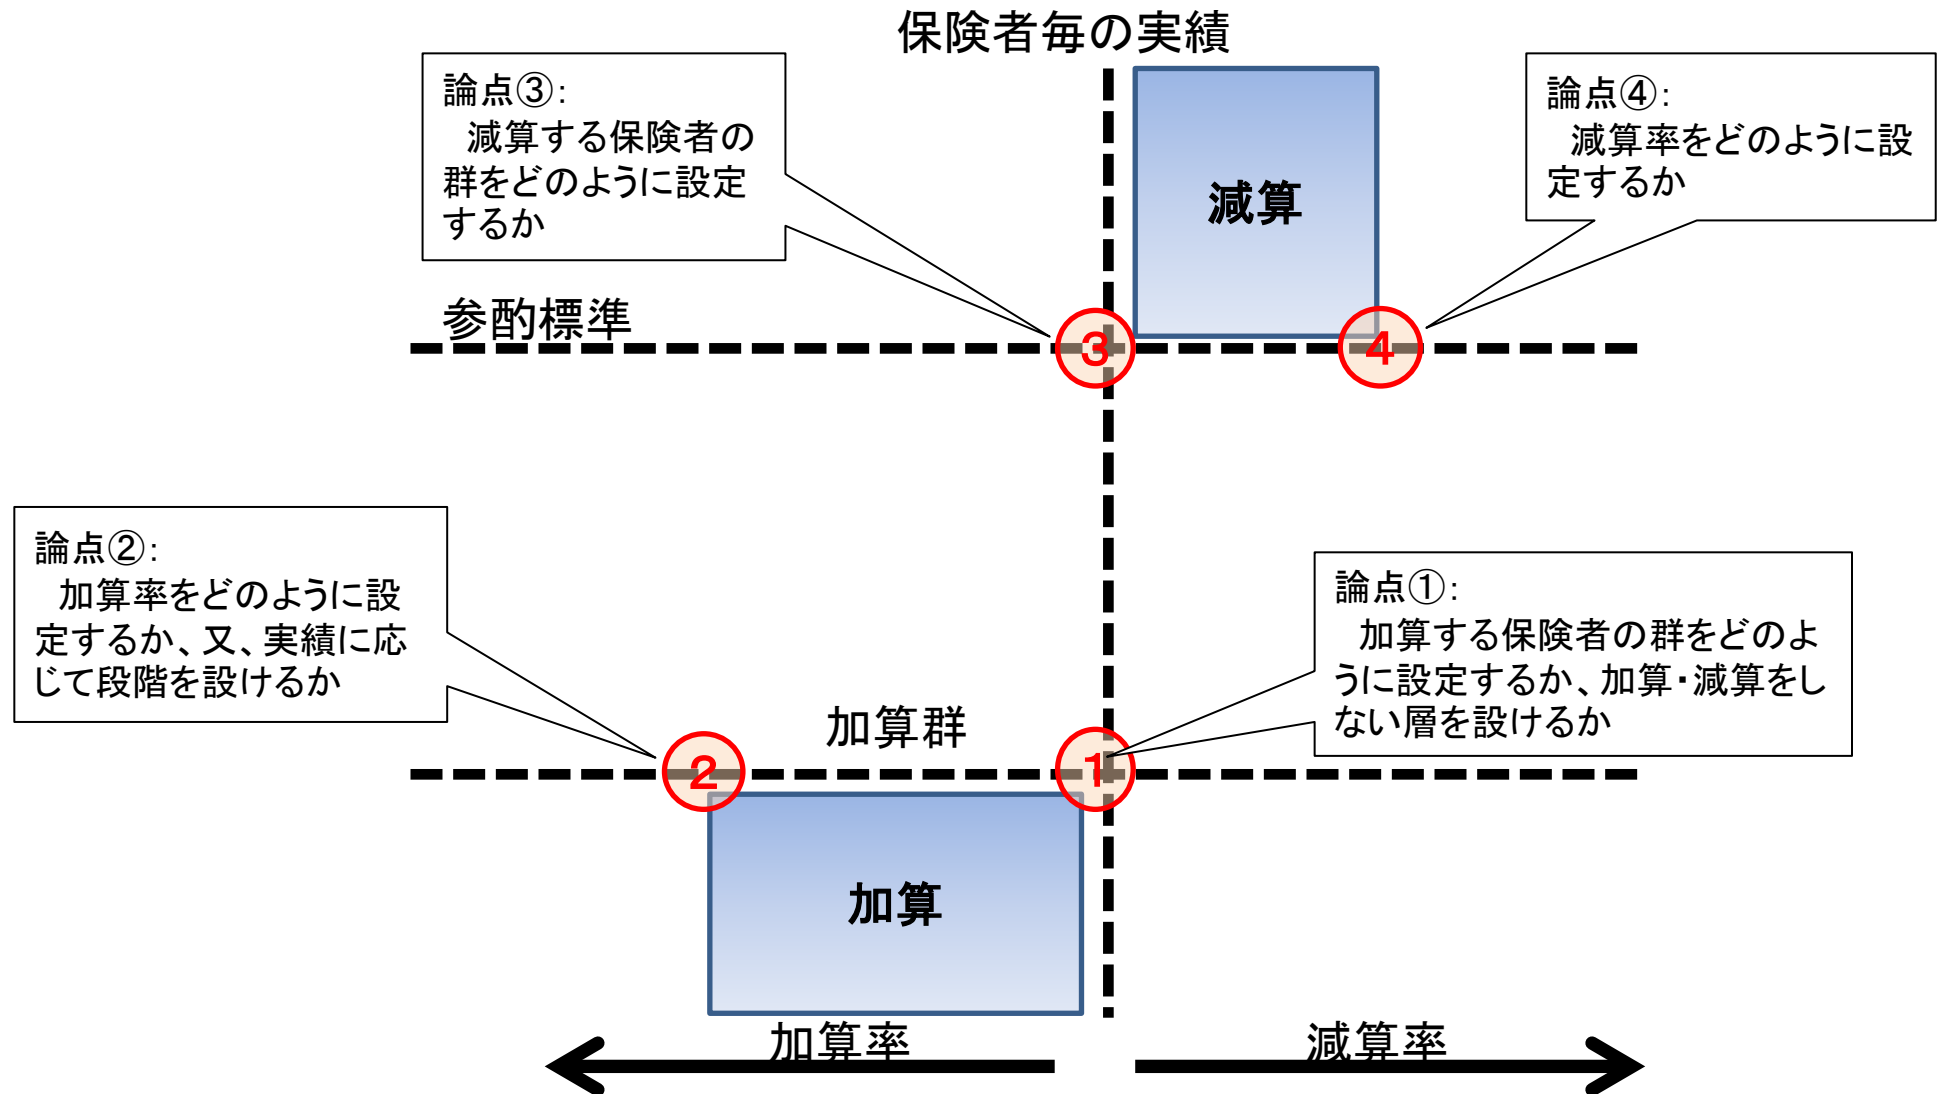 保険者毎の実績
論点③:
減算する保険者の
群をどのように設定
するか
減算
論点④:
減算率をどのように設
定するか
参酌標準
③
④
論点②:
加算率をどのように設
定するか、又、実績に応
じて段階を設けるか
論点①:
加算する保険者の群をどのよ
うに設定するか、加算・減算をし
ない層を設けるか
加算群
②
①
加算
加算率
減算率